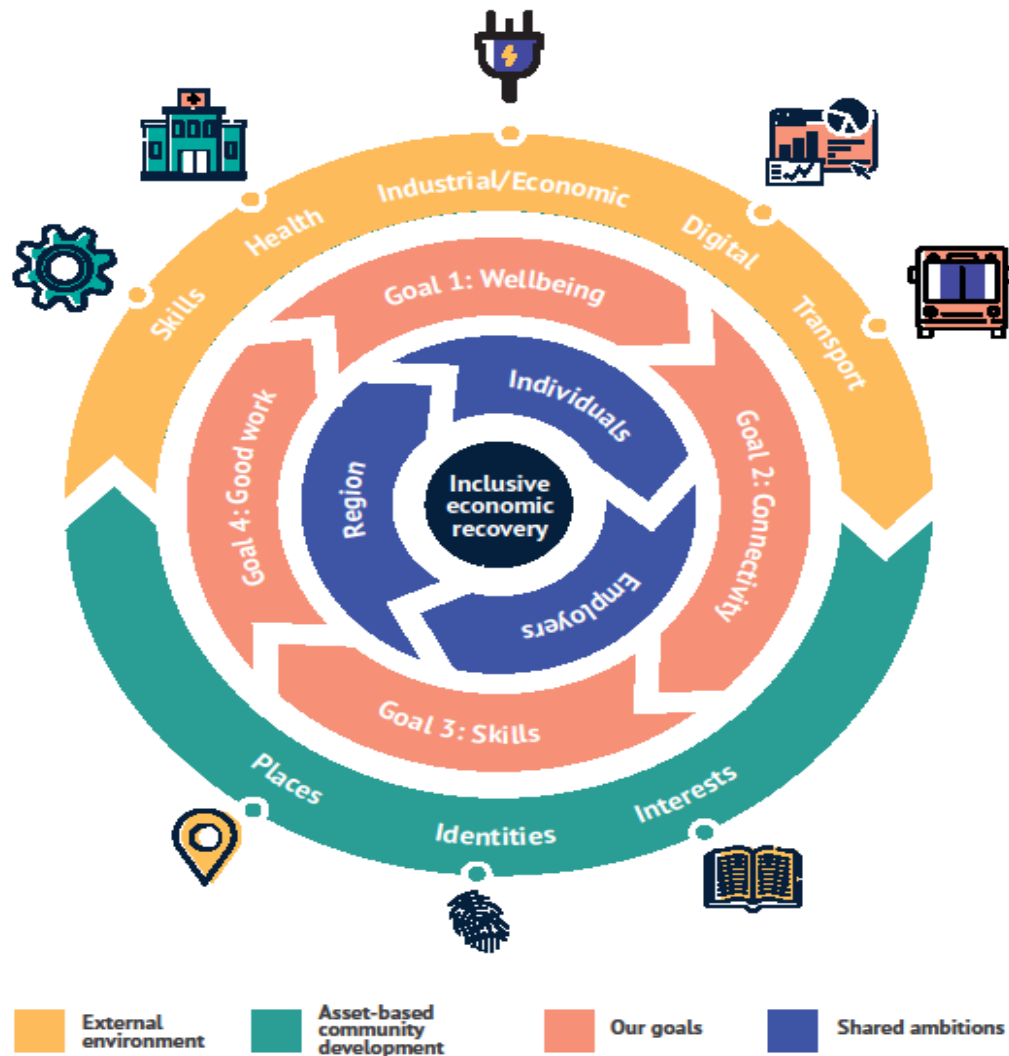 Industrial/Economic
Health
Digital
Skills
Transport
Goal 1: Wellbeing
Individuals
Goal 2: Connectivity
Goal 4: Good work
Region
Inclusive
economic
recovery
Employers
Goal 3: Skills
Places
Identities
Interests
External
environment
Asset-based
community
development
Our goals
Shared ambitions